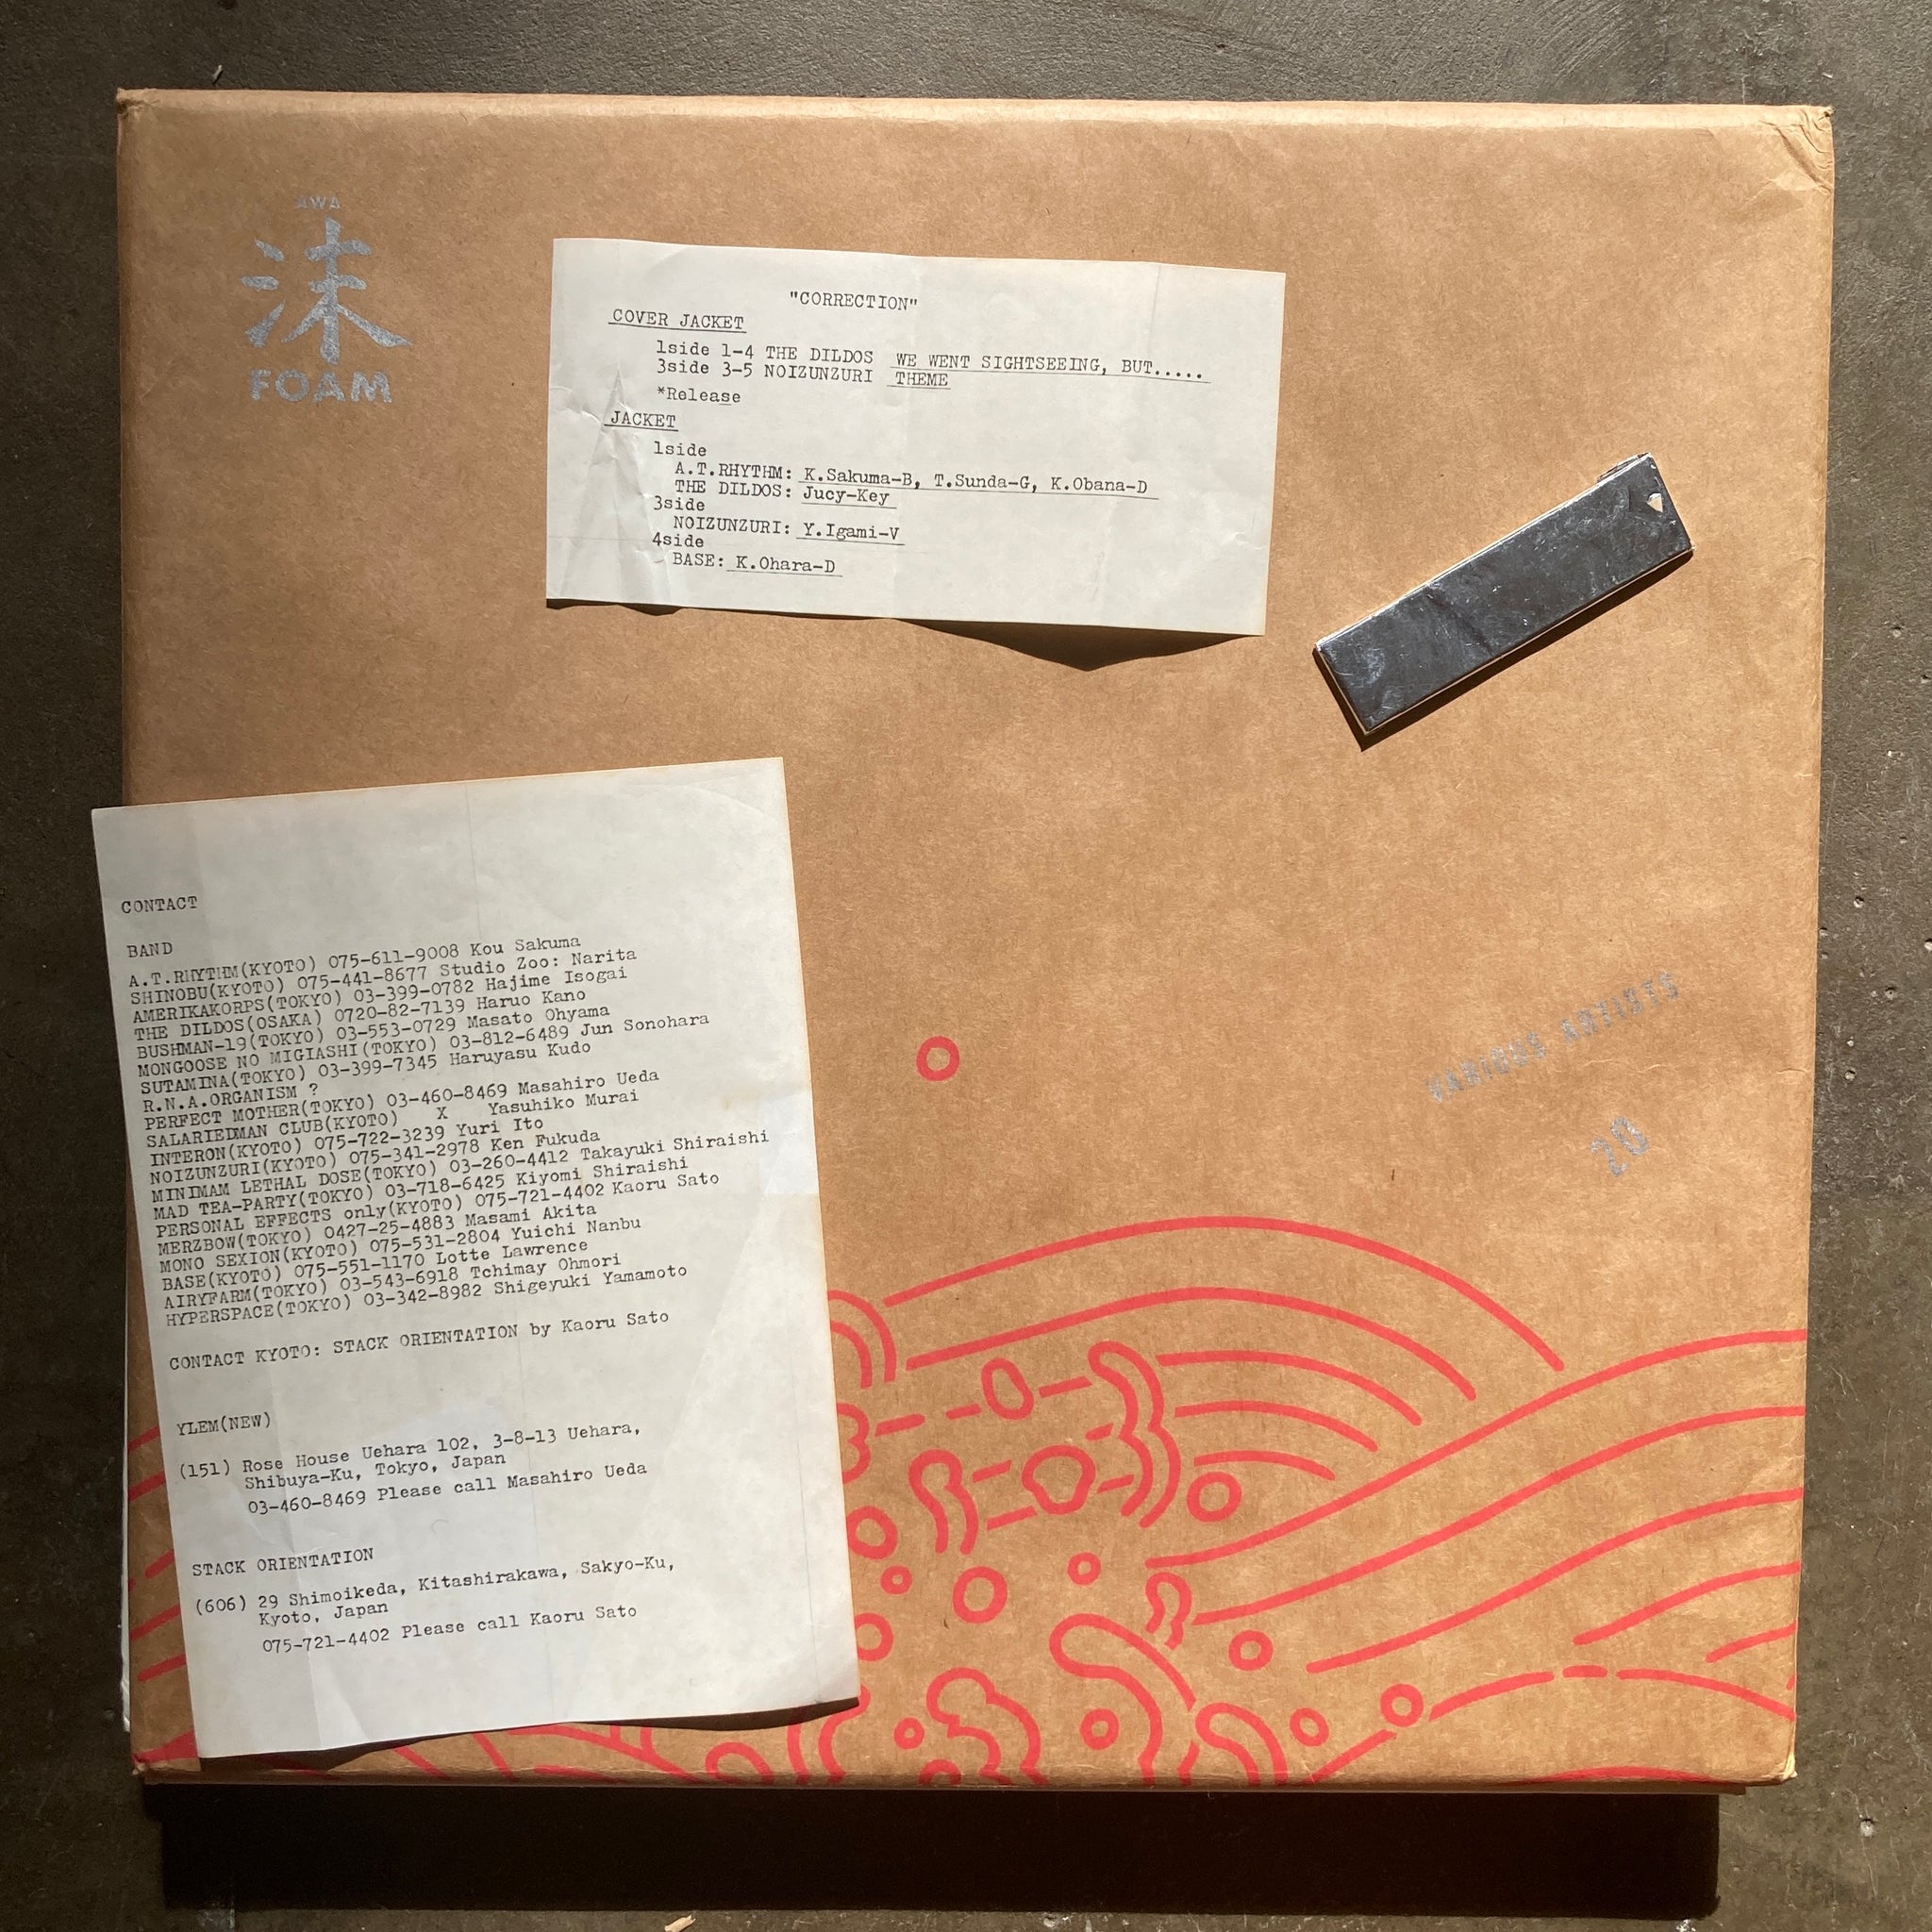 AWA
沫
FOAM
"CORRECTION"
COVER JACKET
1side 1-4 THE DILDOS WE WENT SIGHTSEEING, BUT.....
3side 3-5 NOIZUNZURI THEME
*Release
JACKET
1side
A.T.RHYTHM: K.Sakuma-B, T.Sunda-G, K.Obana-D
THE DILDOS: Jucy-Key
3side
NOIZUNZURI: Y.Igami-V
4side
BASE: K.Ohara-D
CONTACT
BAND
A.T.RHYTHM(KYOTO) 075-611-9008 Kou Sakuma
SHINOBU(KYOTO) 075-441-8677 Studio Zoo: Narita
AMERIKAKORPS(TOKYO) 03-399-0782 Hajime Isogai
THE DILDOS(OSAKA) 0720-82-7139 Haruo Kano
BUSHMAN-19(TOKYO) 03-553-0729 Masato Ohyama
MONGOOSE NO MIGIASHI(TOKYO) 03-812-6489 Jun Sonohara
SUTAMINA(TOKYO) 03-399-7345 Haruyasu Kudo
R.N.A.ORGANISM ?
PERFECT MOTHER(TOKYO) 03-460-8469 Masahiro Ueda
SALARIEDMAN CLUB(KYOTO) X Yasuhiko Murai
INTERON(KYOTO) 075-722-3239 Yuri Ito
NOIZUNZURI(KYOTO) 075-341-2978 Ken Fukuda
MINIMAM LETHAL DOSE(TOKYO) 03-260-4412 Takayuki Shiraishi
MAD TEA-PARTY(TOKYO) 03-718-6425 Kiyomi Shiraishi
PERSONAL EFFECTS only(KYOTO) 075-721-4402 Kaoru Sato
MERZBOW(TOKYO) 0427-25-4883 Masami Akita
MONO SEXION(KYOTO) 075-531-2804 Yuichi Nanbu
BASE(KYOTO) 075-551-1170 Lotte Lawrence
AIRYFARM(TOKYO) 03-543-6918 Tchimay Ohmori
HYPERSPACE(TOKYO) 03-342-8982 Shigeyuki Yamamoto
CONTACT KYOTO: STACK ORIENTATION by Kaoru Sato
YLEM(NEW)
(151) Rose House Uehara 102, 3-8-13 Uehara,
Shibuya-Ku, Tokyo, Japan
03-460-8469 Please call Masahiro Ueda
STACK ORIENTATION
(606) 29 Shimoikeda, Kitashirakawa, Sakyo-Ku,
Kyoto, Japan
075-721-4402 Please call Kaoru Sato
VARIOUS ARTISTS
20